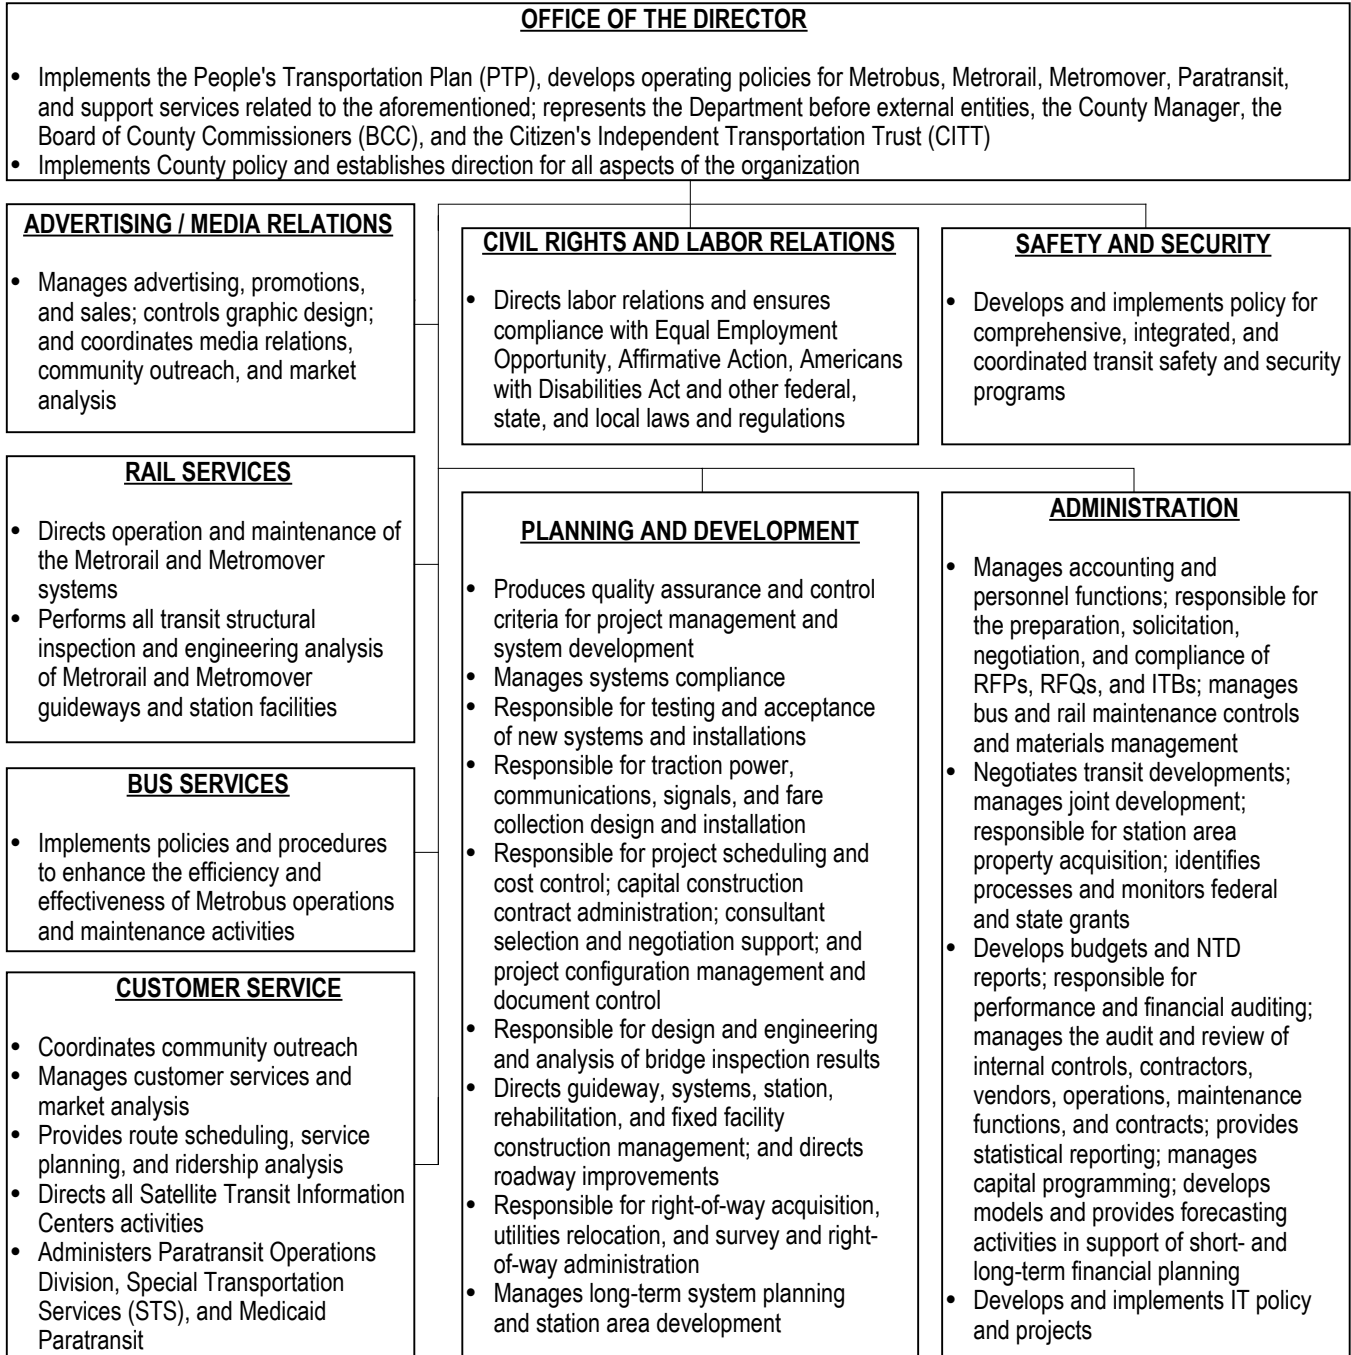 OFFICE OF THE DIRECTOR
• Implements the People's Transportation Plan (PTP), develops operating policies for Metrobus, Metrorail, Metromover, Paratransit,
and support services related to the aforementioned; represents the Department before external entities, the County Manager, the
Board of County Commissioners (BCC), and the Citizen's Independent Transportation Trust (CITT)
• Implements County policy and establishes direction for all aspects of the organization
ADVERTISING / MEDIA RELATIONS
• Manages advertising, promotions,
and sales; controls graphic design;
and coordinates media relations,
community outreach, and market
analysis
CIVIL RIGHTS AND LABOR RELATIONS
• Directs labor relations and ensures
compliance with Equal Employment
Opportunity, Affirmative Action, Americans
with Disabilities Act and other federal,
state, and local laws and regulations
SAFETY AND SECURITY
• Develops and implements policy for
comprehensive, integrated, and
coordinated transit safety and security
programs
RAIL SERVICES
• Directs operation and maintenance of
the Metrorail and Metromover
systems
• Performs all transit structural
inspection and engineering analysis
of Metrorail and Metromover
guideways and station facilities
BUS SERVICES
• Implements policies and procedures
to enhance the efficiency and
effectiveness of Metrobus operations
and maintenance activities
CUSTOMER SERVICE
• Coordinates community outreach
• Manages customer services and
market analysis
• Provides route scheduling, service
planning, and ridership analysis
• Directs all Satellite Transit Information
Centers activities
• Administers Paratransit Operations
Division, Special Transportation
Services (STS), and Medicaid
Paratransit
PLANNING AND DEVELOPMENT
• Produces quality assurance and control
criteria for project management and
system development
• Manages systems compliance
• Responsible for testing and acceptance
of new systems and installations
• Responsible for traction power,
communications, signals, and fare
collection design and installation
• Responsible for project scheduling and
cost control; capital construction
contract administration; consultant
selection and negotiation support; and
project configuration management and
document control
• Responsible for design and engineering
and analysis of bridge inspection results
• Directs guideway, systems, station,
rehabilitation, and fixed facility
construction management; and directs
roadway improvements
• Responsible for right-of-way acquisition,
utilities relocation, and survey and right-
of-way administration
• Manages long-term system planning
and station area development
ADMINISTRATION
• Manages accounting and
personnel functions; responsible for
the preparation, solicitation,
negotiation, and compliance of
RFPs, RFQs, and ITBs; manages
bus and rail maintenance controls
and materials management
• Negotiates transit developments;
manages joint development;
responsible for station area
property acquisition; identifies
processes and monitors federal
and state grants
• Develops budgets and NTD
reports; responsible for
performance and financial auditing;
manages the audit and review of
internal controls, contractors,
vendors, operations, maintenance
functions, and contracts; provides
statistical reporting; manages
capital programming; develops
models and provides forecasting
activities in support of short- and
long-term financial planning
• Develops and implements IT policy
and projects